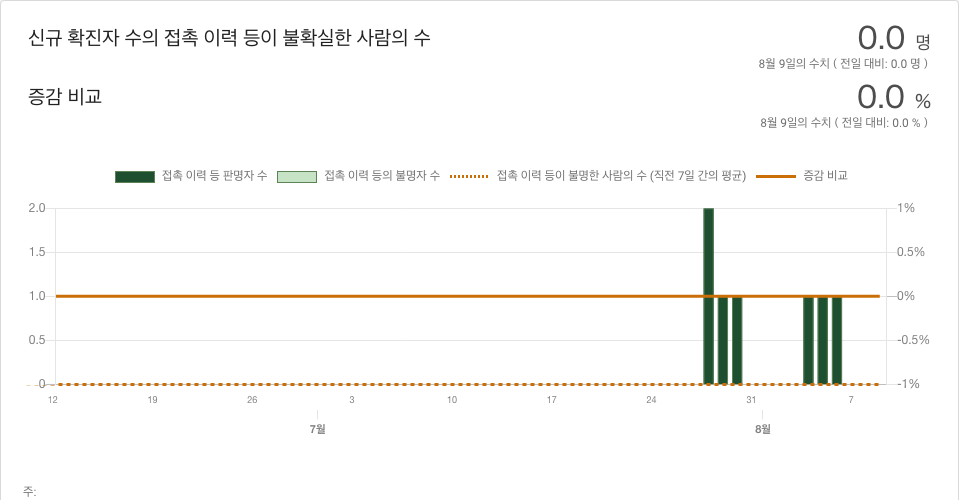 신규 확진자 수의 접촉 이력 등이 불확실한 사람의 수
0.0 명
8월 9일의 수치 ( 전일 대비: 0.0 명 )
증감 비교
0.0 %
8월 9일의 수치 ( 전일 대비: 0.0 % )
접촉 이력 등 판명자 수 접촉 이력 등의 불명자 수 접촉 이력 등이 불명한 사람의 수 (직전 7일 간의 평균) 증감 비교
2.0 1%
1.5 0.5%
1.0 0%
0.5 -0.5%
0 -1%
12 19 26 3 10 17 24 31 7
7월 8월
주: